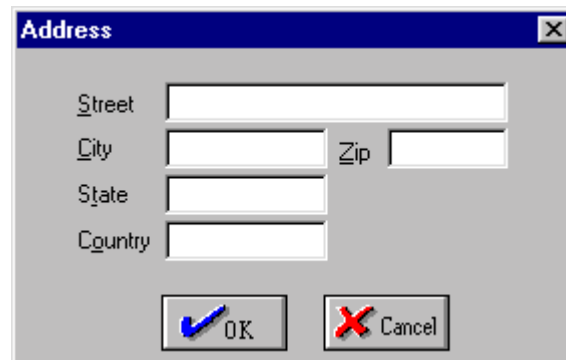 Address
Street
City Zip
State
Country
OK Cancel